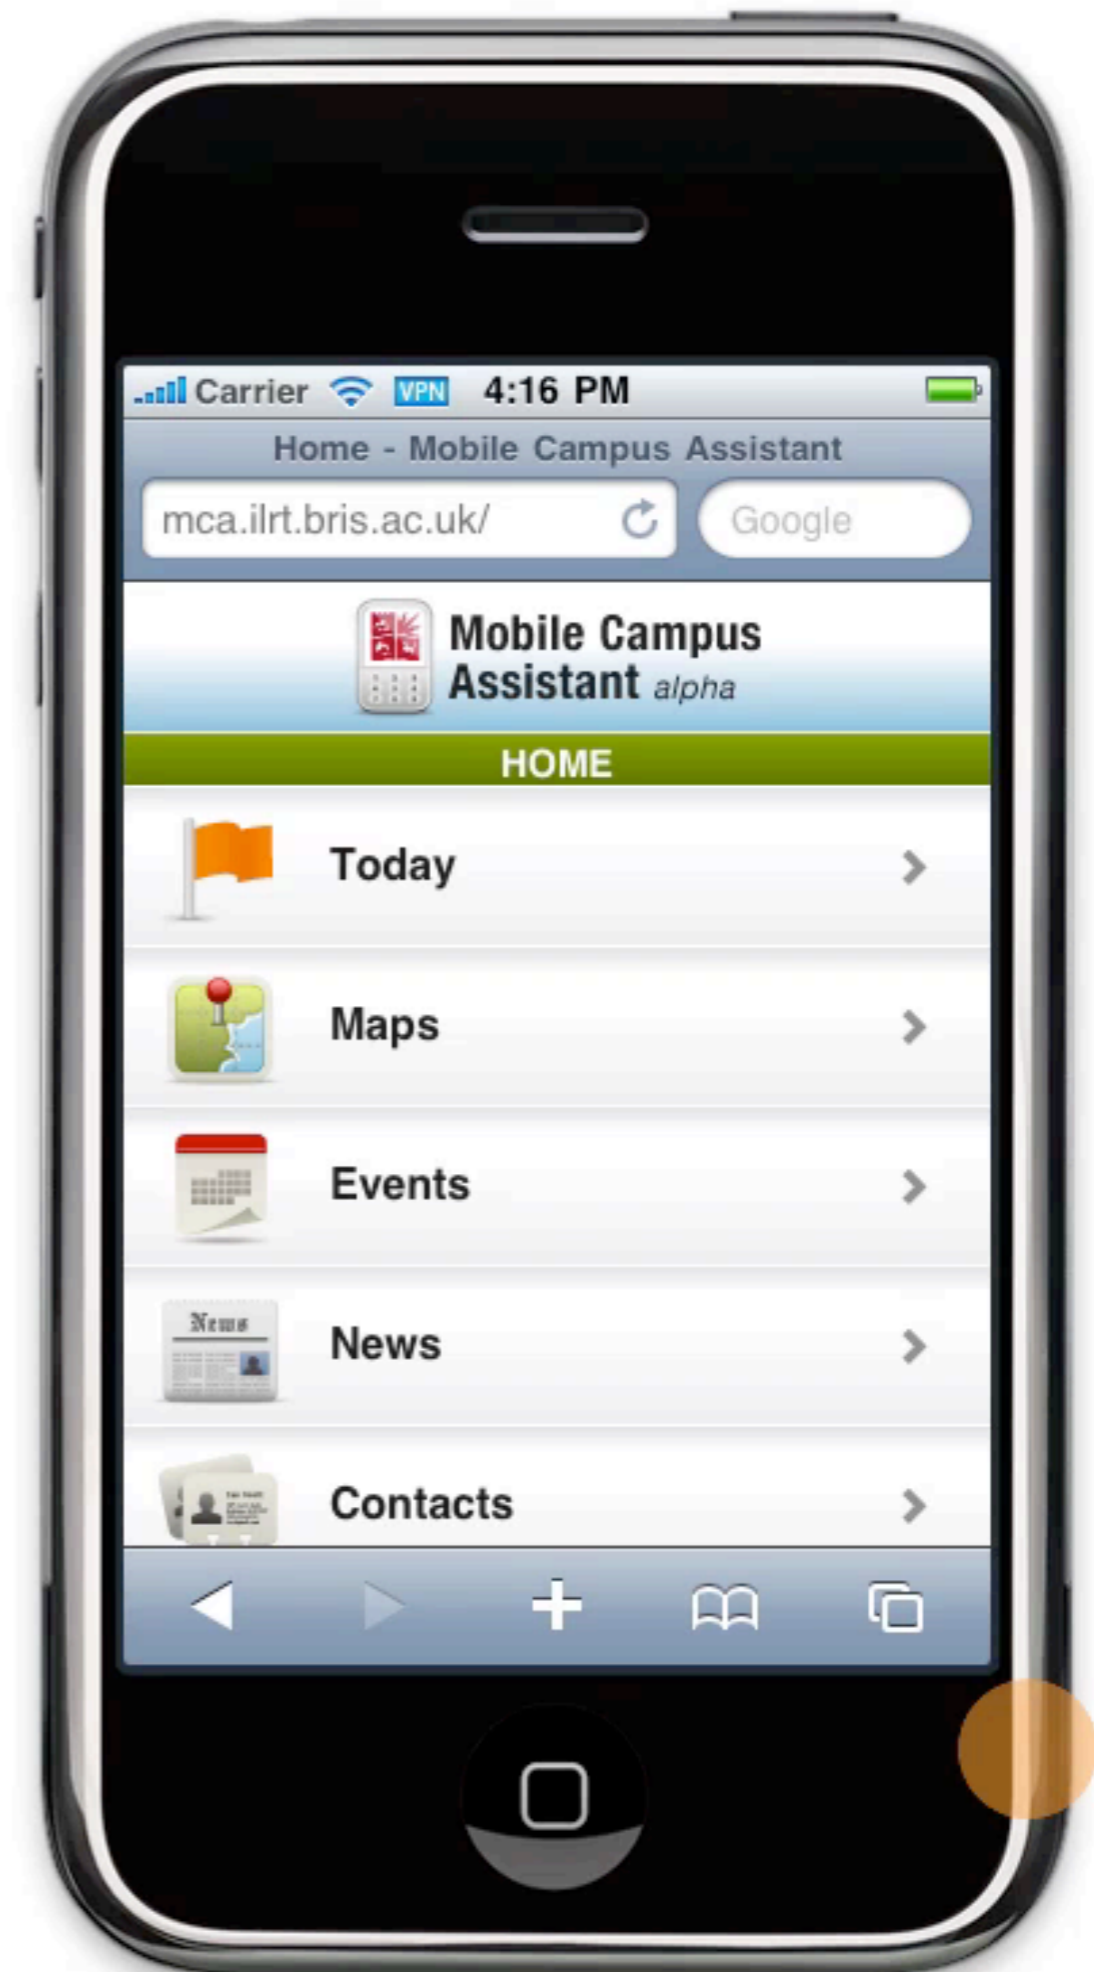 Carrier VPN 4:16 PM
Home - Mobile Campus Assistant
mca.ilrt.bris.ac.uk/ Google
Mobile Campus
Assistant alpha
HOME
Today
Maps
Events
News
News
Contacts